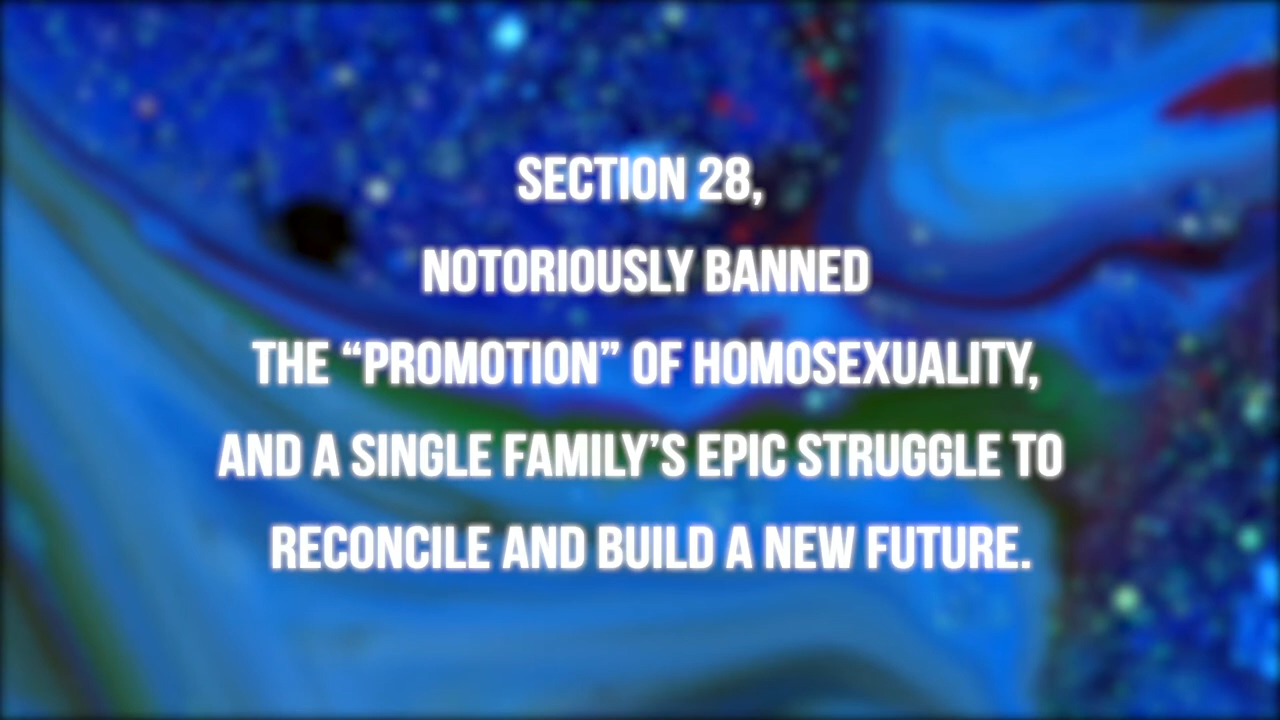 SECTION 28,
NOTORIOUSLY BANNED
THE “PROMOTION” OF HOMOSEXUALITY,
AND A SINGLE FAMILY’S EPIC STRUGGLE TO
RECONCILE AND BUILD A NEW FUTURE.